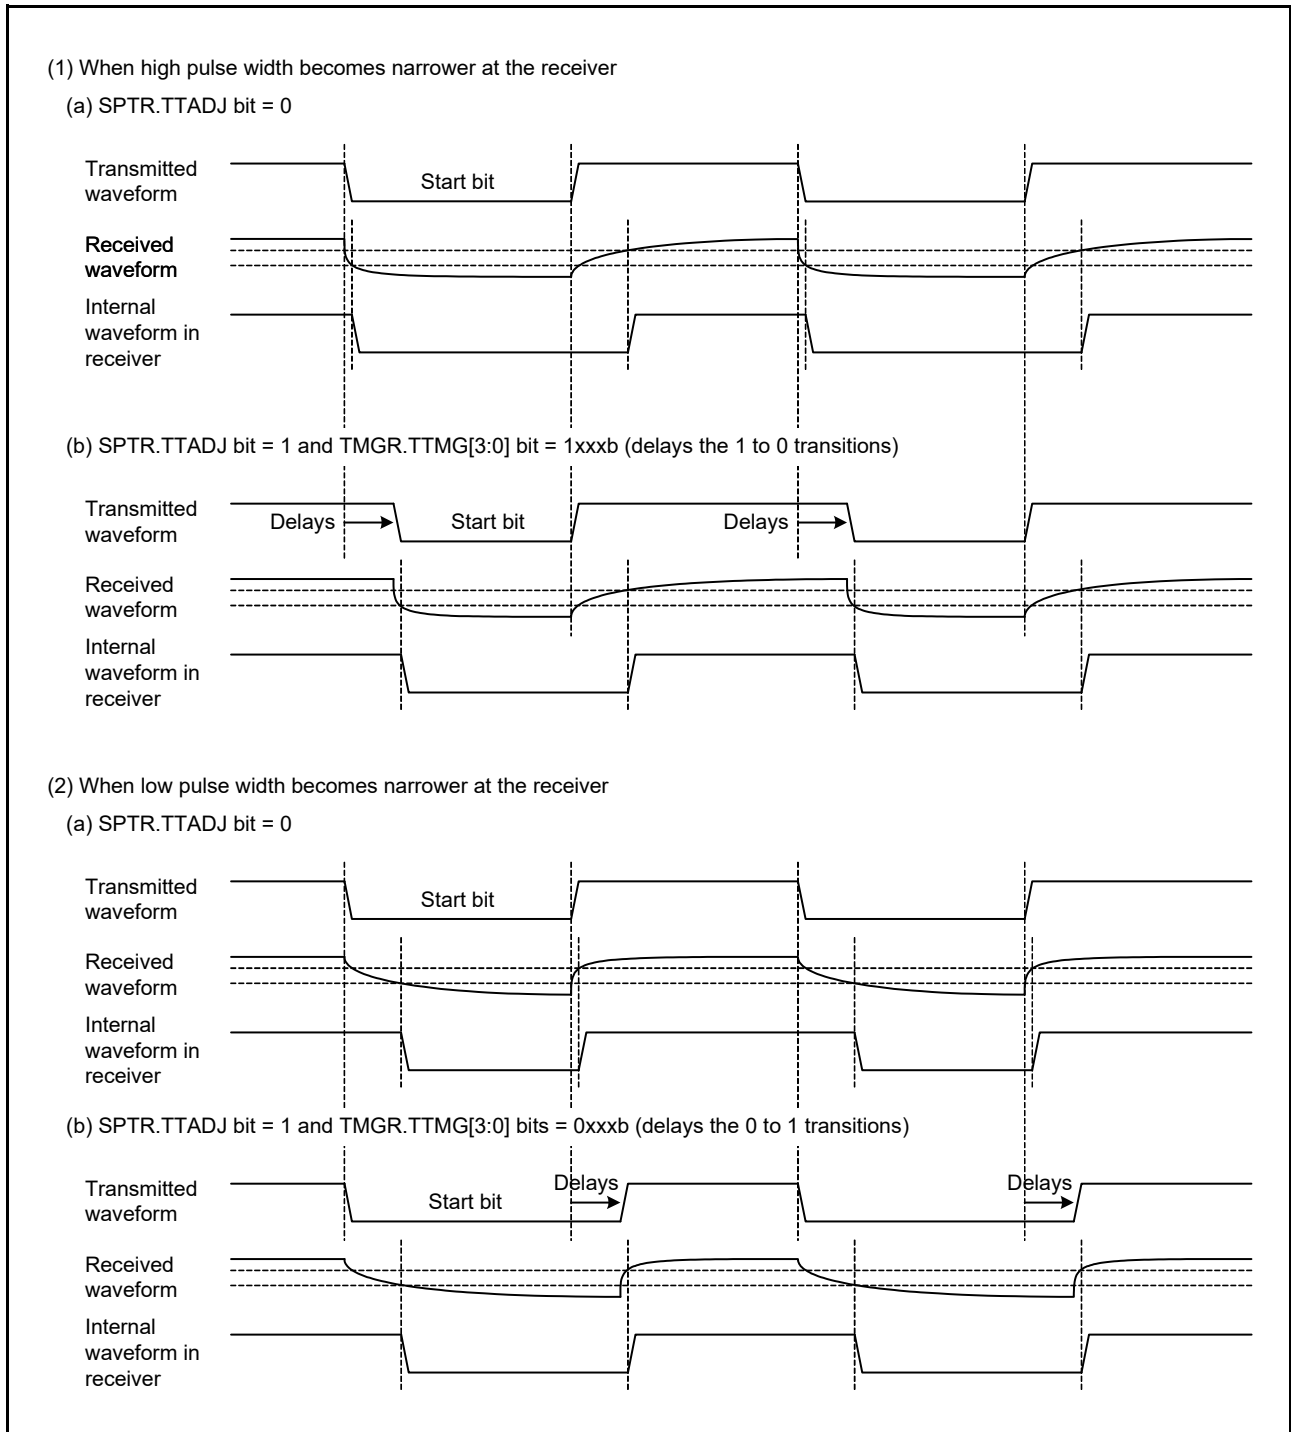 (1) When high pulse width becomes narrower at the receiver
(a) SPTR.TTADJ bit = 0
Transmitted
waveform
Start bit
Received
waveform
Internal
waveform in
receiver
(b) SPTR.TTADJ bit = 1 and TMGR.TTMG[3:0] bit = 1xxxb (delays the 1 to 0 transitions)
Transmitted
waveform
Delays
Start bit
Delays
Received
waveform
Internal
waveform in
receiver
(2) When low pulse width becomes narrower at the receiver
(a) SPTR.TTADJ bit = 0
Transmitted
waveform
Start bit
Received
waveform
Internal
waveform in
receiver
(b) SPTR.TTADJ bit = 1 and TMGR.TTMG[3:0] bits = 0xxxb (delays the 0 to 1 transitions)
Transmitted
waveform
Start bit
Delays
Delays
Received
waveform
Internal
waveform in
receiver